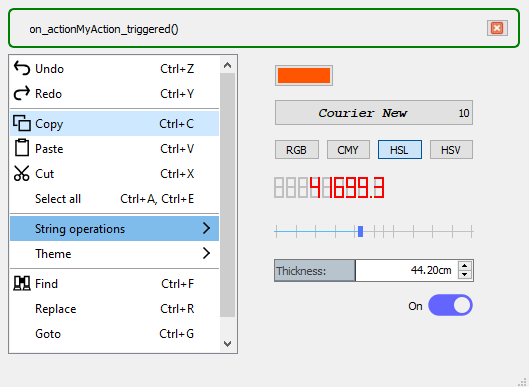 on_actionMyAction_triggered()
Undo Ctrl+Z
Redo Ctrl+Y
Copy Ctrl+C
Paste Ctrl+V
Cut Ctrl+X
Select all Ctrl+A, Ctrl+E
String operations
Theme
Find Ctrl+F
Replace Ctrl+R
Goto Ctrl+G
Courier New 10
RGB CMY HSL HSV
41699.3
Thickness: 44.20cm
On